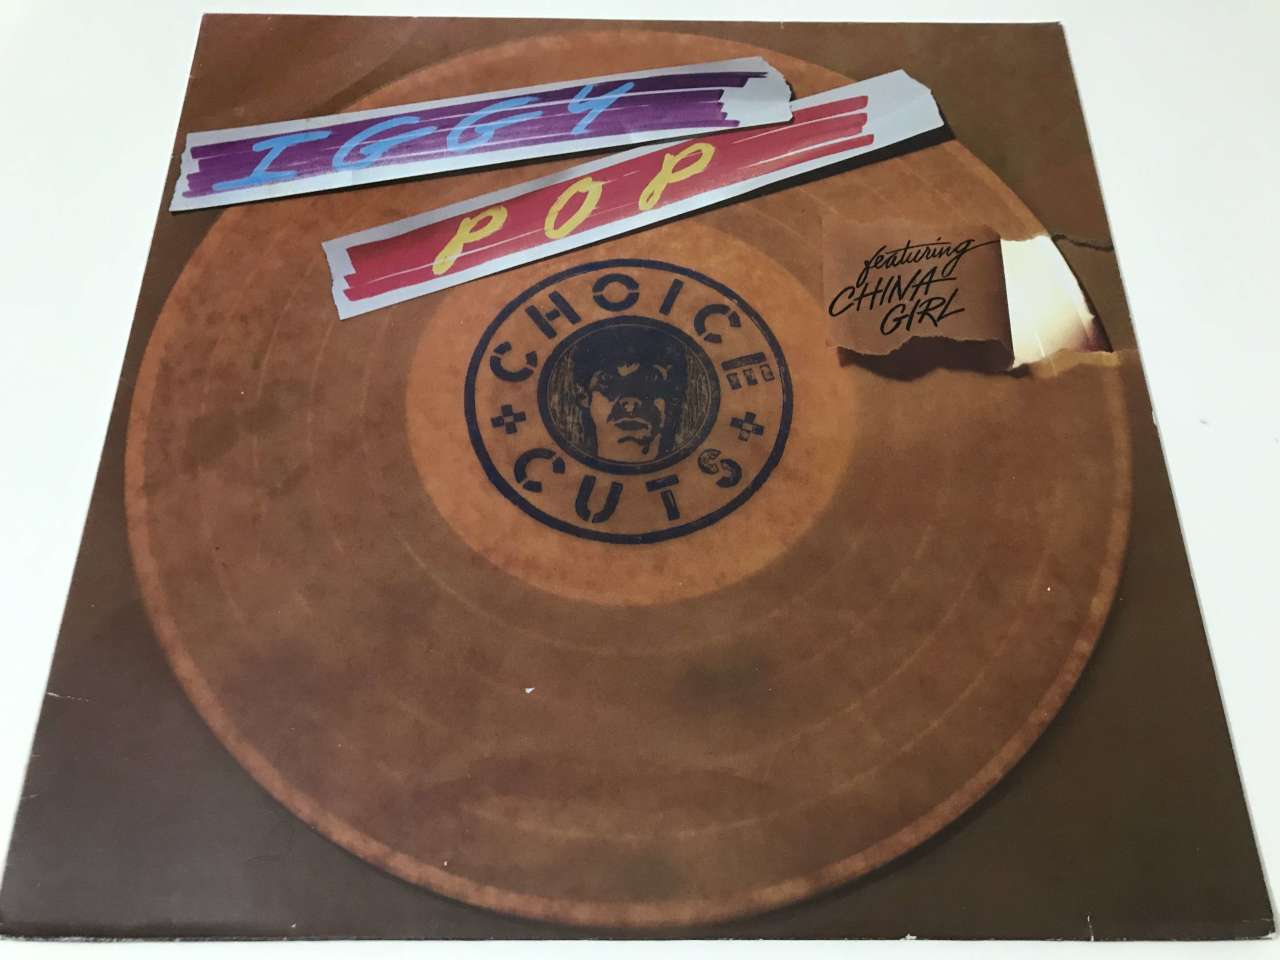 IGGY
POP
featuring
CHINA
GIRL
CHOICE
CUTS